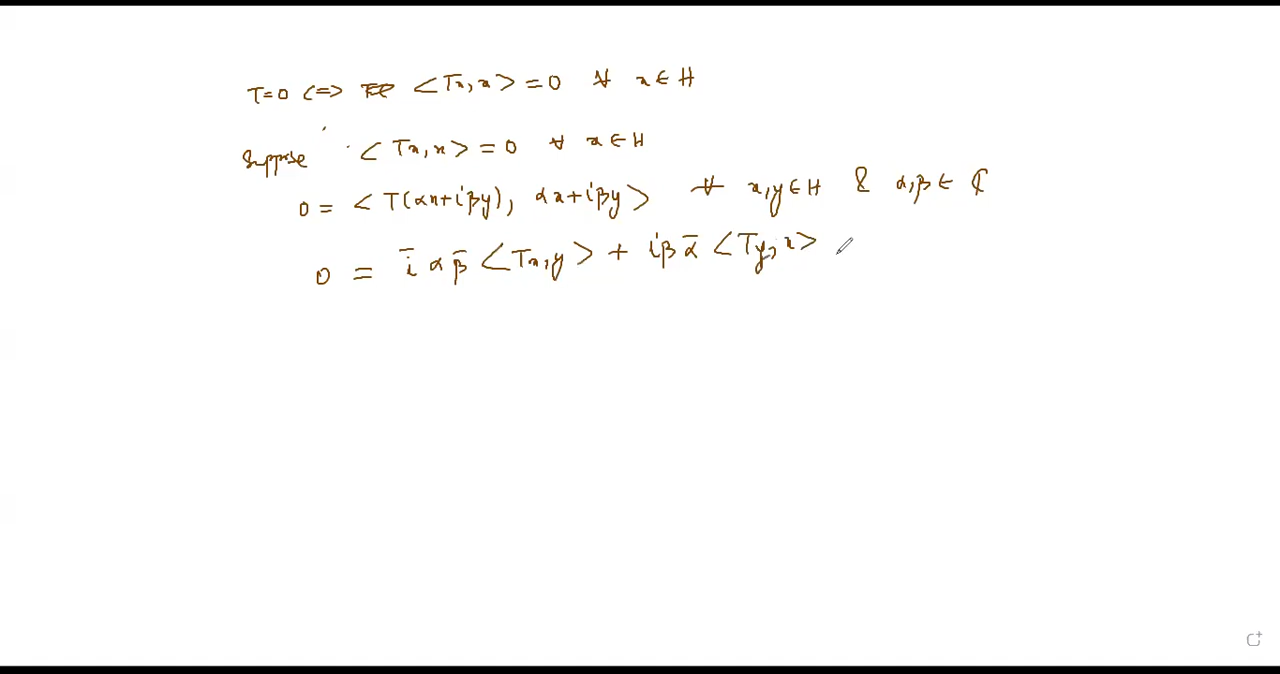 T=0 <=> <Tx, x> = 0 ∀ x ∈ H
Suppose <Tx, x> = 0 ∀ x ∈ H
0 = <T(αx+iβy), αx+iβy> ∀ x,y ∈ H & α,β ∈ ℂ
0 = i̅ α β̅ <Tx,y> + iβ α̅ <Ty, x>